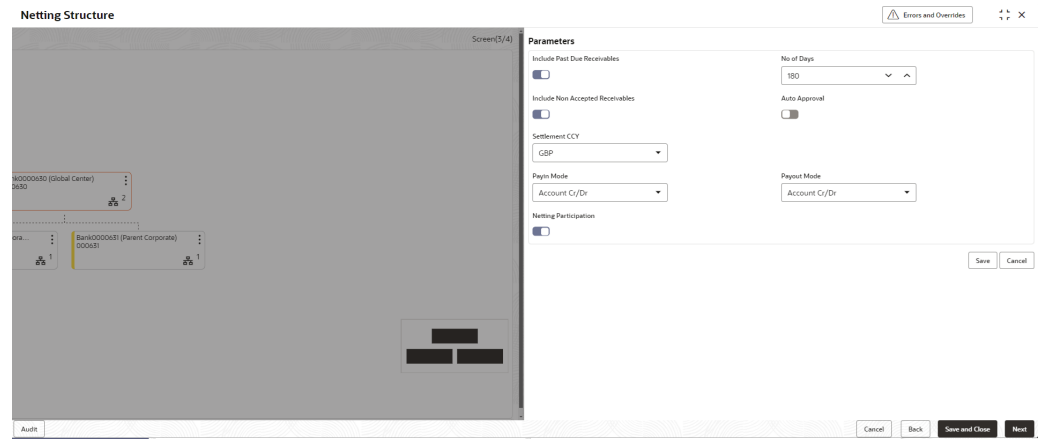 Netting Structure
Errors and Overrides
Screen(3/4)
Parameters
Include Past Due Receivables
No of Days
180
Include Non Accepted Receivables
Auto Approval
Settlement CCY
GBP
Payin Mode
Payout Mode
Account Cr/Dr
Account Cr/Dr
Netting Participation
Save
Cancel
nk0000630 (Global Center)
0630
2
ora...
1
Bank0000631 (Parent Corporate)
000631
1
Audit
Cancel
Back
Save and Close
Next